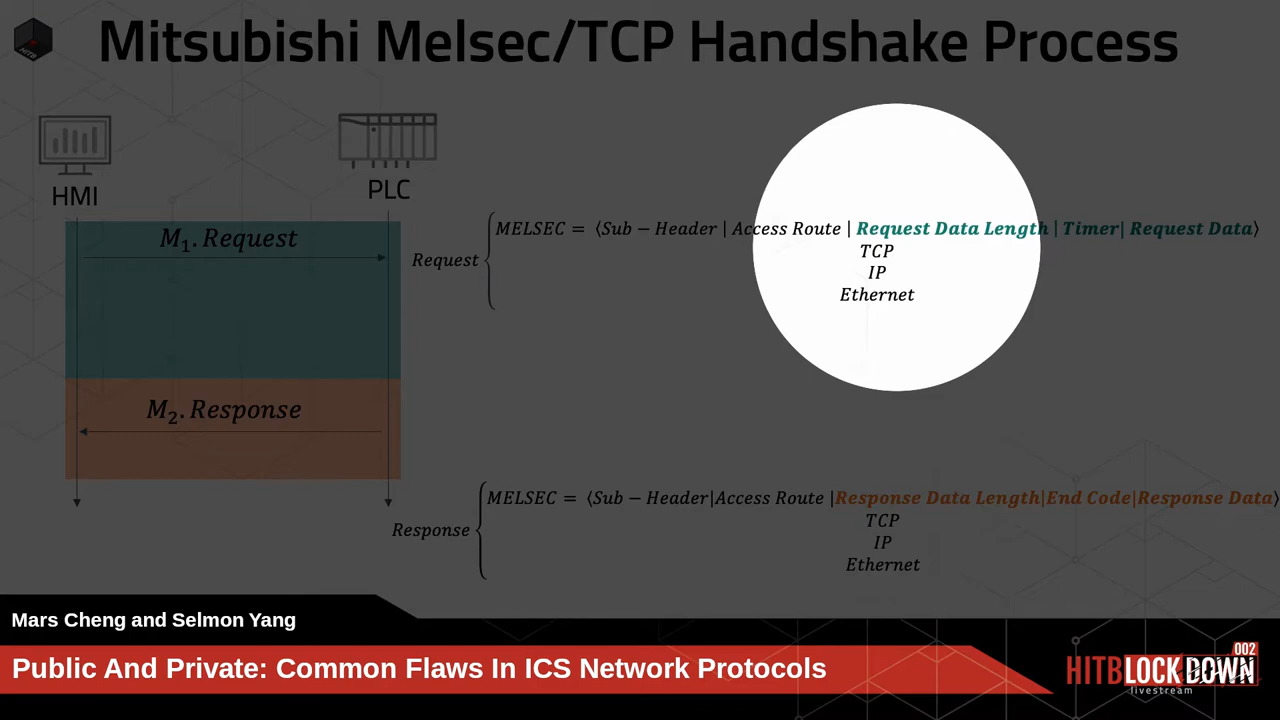 Mitsubishi Melsec/TCP Handshake Process
HITB
HMI
PLC
M₁. Request
Request
MELSEC = ⟨Sub − Header | Access Route | Request Data Length | Timer| Request Data⟩
TCP
IP
Ethernet
M₂. Response
Response
MELSEC = ⟨Sub − Header|Access Route |Response Data Length|End Code|Response Data⟩
TCP
IP
Ethernet
Mars Cheng and Selmon Yang
Public And Private: Common Flaws In ICS Network Protocols
HITBLOCKDOWN
002
livestream